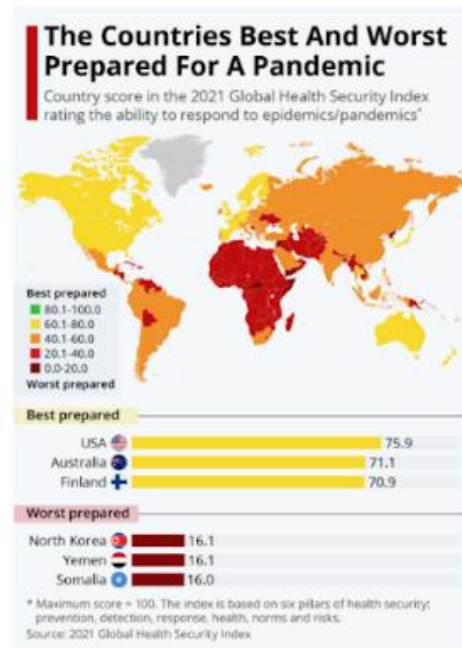 The Countries Best And Worst
Prepared For A Pandemic
Country score in the 2021 Global Health Security Index
rating the ability to respond to epidemics/pandemics*
Best prepared
80.1-100.0
60.1-80.0
40.1-60.0
20.1-40.0
0.0-20.0
Worst prepared
Best prepared
USA 75.9
Australia 71.1
Finland 70.9
Worst prepared
North Korea 16.1
Yemen 16.1
Somalia 16.0
* Maximum score = 100. The index is based on six pillars of health security:
prevention, detection, response, health, norms and risks.
Source: 2021 Global Health Security Index